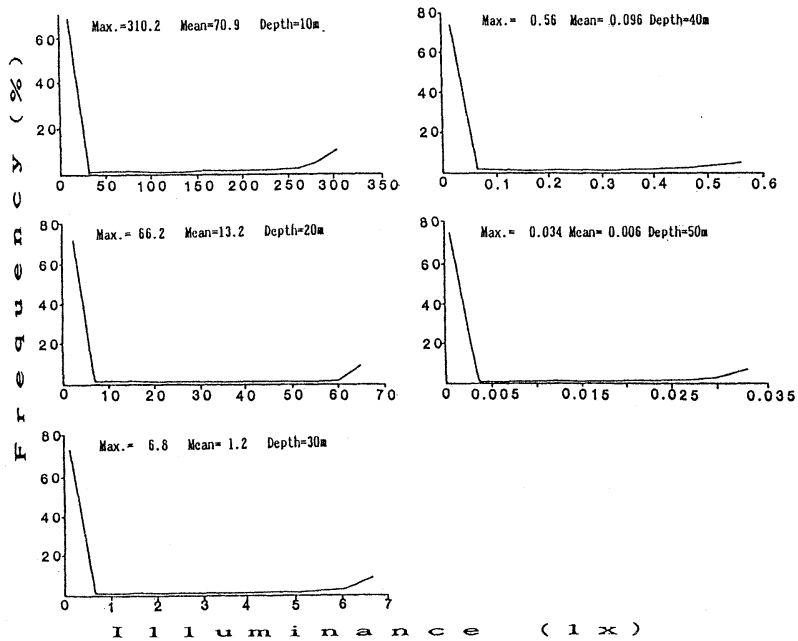 Max.=310.2 Mean=70.9 Depth=10m
60
40
20
0 50 100 150 200 250 300 350
Max.= 0.56 Mean= 0.096 Depth=40m
80
60
40
20
0 0.1 0.2 0.3 0.4 0.5 0.6
Max.= 66.2 Mean=13.2 Depth=20m
80
60
40
20
0 10 20 30 40 50 60 70
Max.= 0.034 Mean= 0.006 Depth=50m
80
60
40
20
0 0.005 0.015 0.025 0.035
Max.= 6.8 Mean= 1.2 Depth=30m
80
60
40
20
0 1 2 3 4 5 6 7
Frequency (%)
Illuminance (lx)